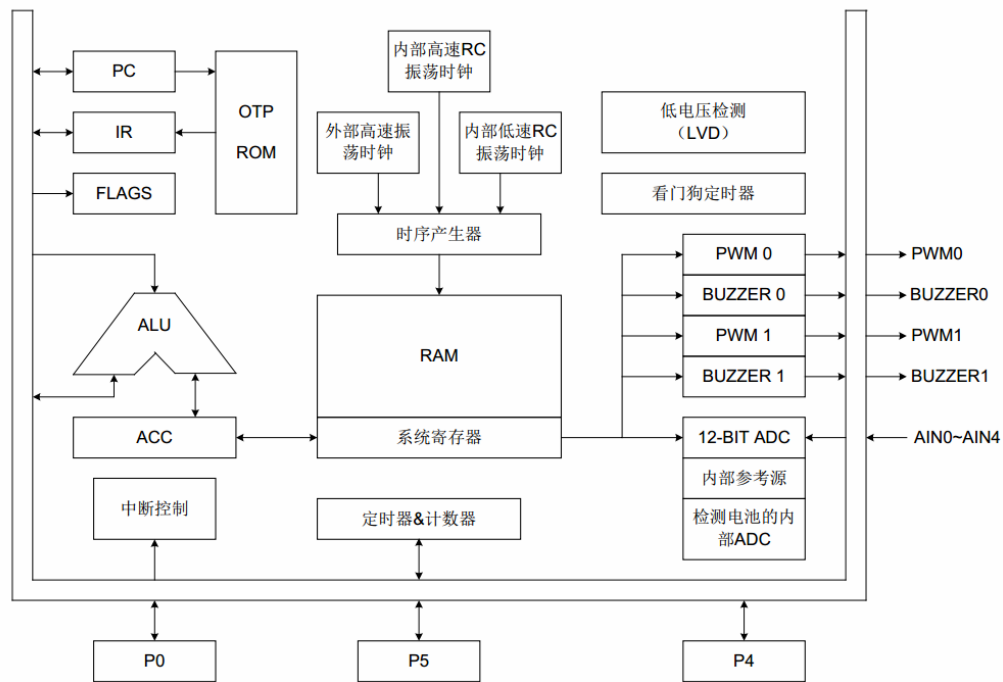 PC
IR
FLAGS
OTP
ROM
内部高速RC
振荡时钟
外部高速振
荡时钟
内部低速RC
振荡时钟
时序产生器
低电压检测
（LVD）
看门狗定时器
ALU
ACC
RAM
系统寄存器
PWM 0
BUZZER 0
PWM 1
BUZZER 1
12-BIT ADC
内部参考源
检测电池的内
部ADC
PWM0
BUZZER0
PWM1
BUZZER1
AIN0~AIN4
中断控制
定时器&计数器
P0
P5
P4